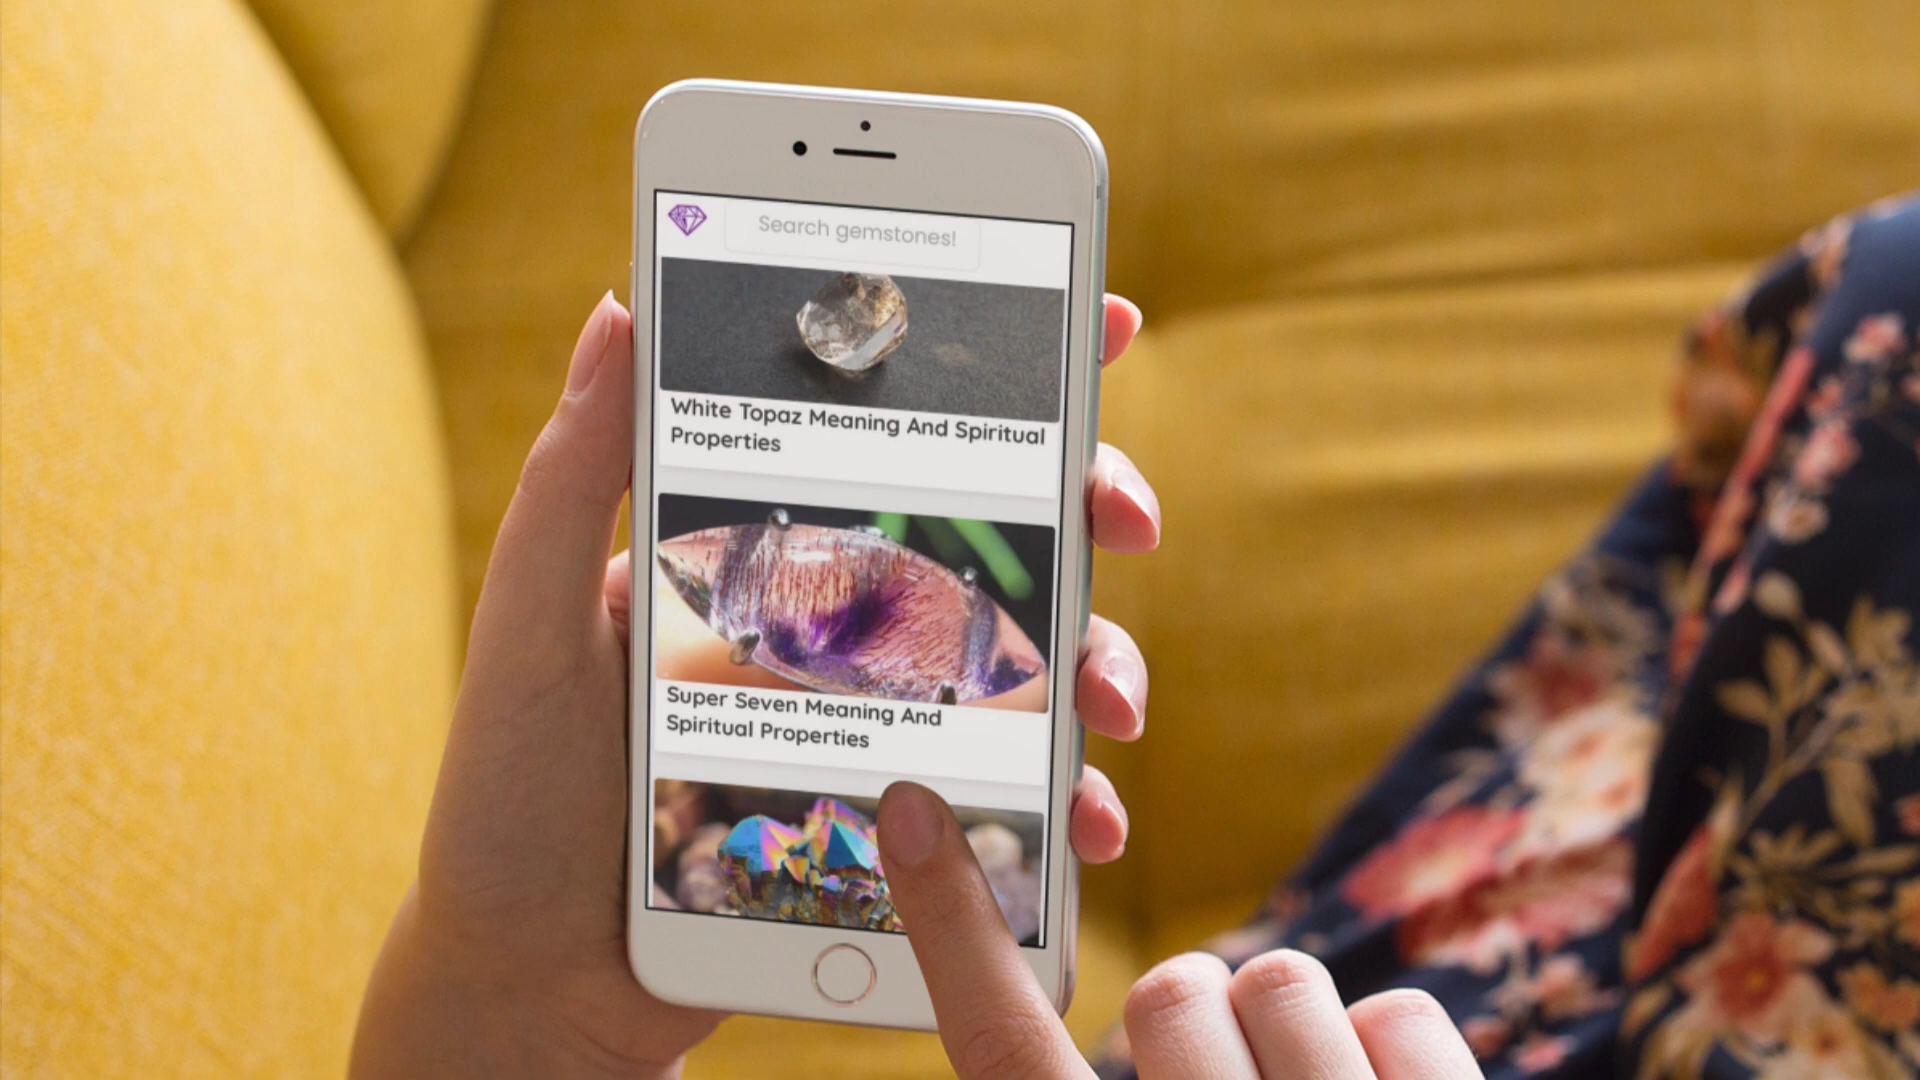 Search gemstones!
White Topaz Meaning And Spiritual
Properties
Super Seven Meaning And
Spiritual Properties